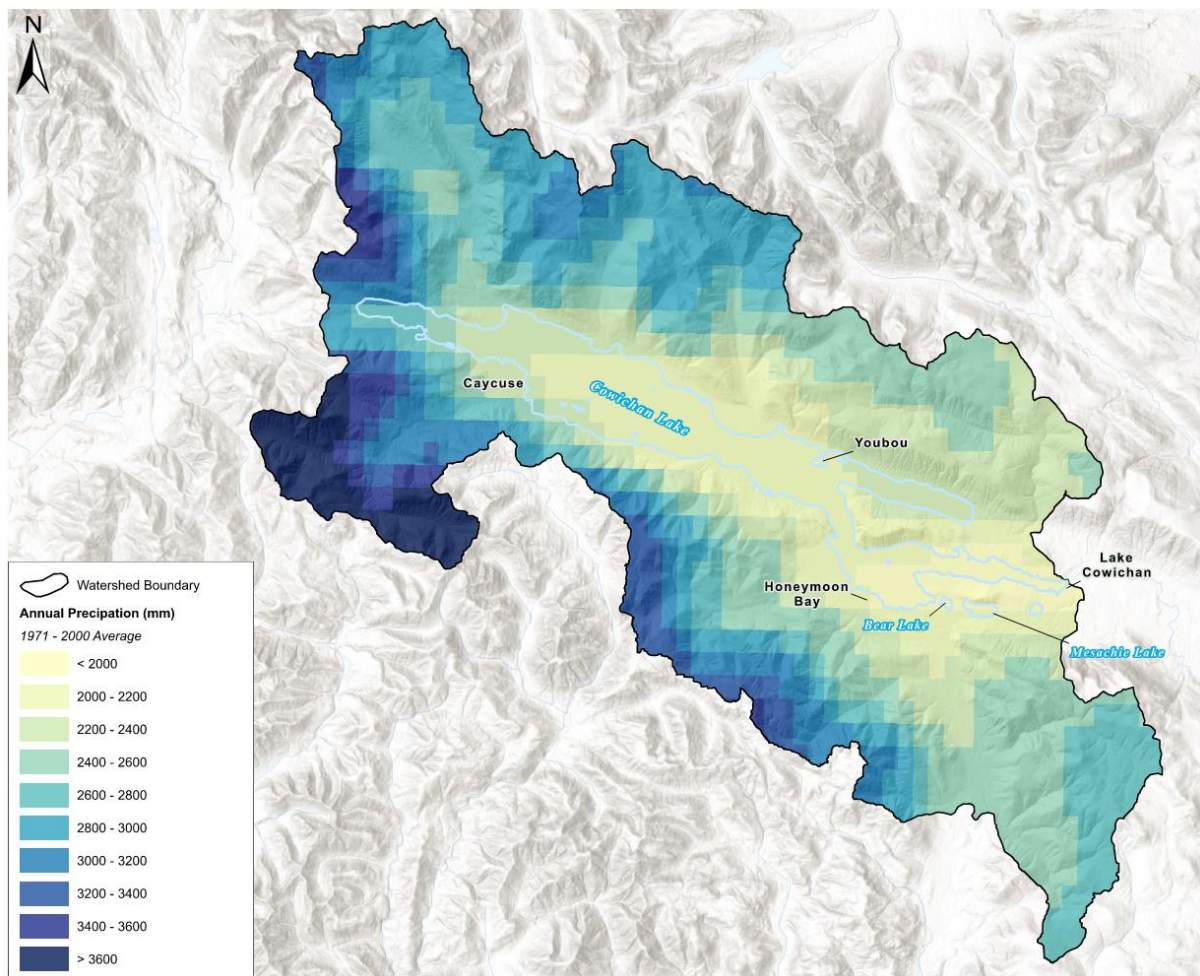 N
Caycuse
Cowichan Lake
Youbou
Lake
Cowichan
Honeymoon
Bay
Bear Lake
Mesachie Lake
Watershed Boundary
Annual Precipation (mm)
1971 - 2000 Average
< 2000
2000 - 2200
2200 - 2400
2400 - 2600
2600 - 2800
2800 - 3000
3000 - 3200
3200 - 3400
3400 - 3600
> 3600